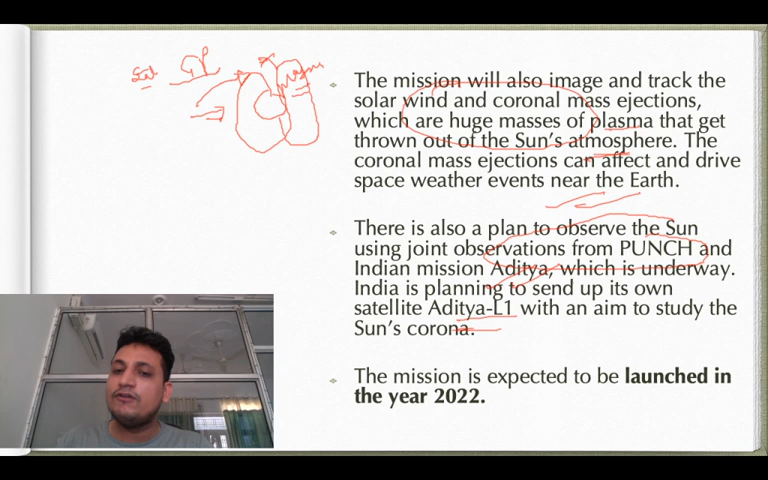 The mission will also image and track the
solar wind and coronal mass ejections,
which are huge masses of plasma that get
thrown out of the Sun's atmosphere. The
coronal mass ejections can affect and drive
space weather events near the Earth.
There is also a plan to observe the Sun
using joint observations from PUNCH and
Indian mission Aditya, which is underway.
India is planning to send up its own
satellite Aditya-L1 with an aim to study the
Sun's corona.
The mission is expected to be launched in
the year 2022.